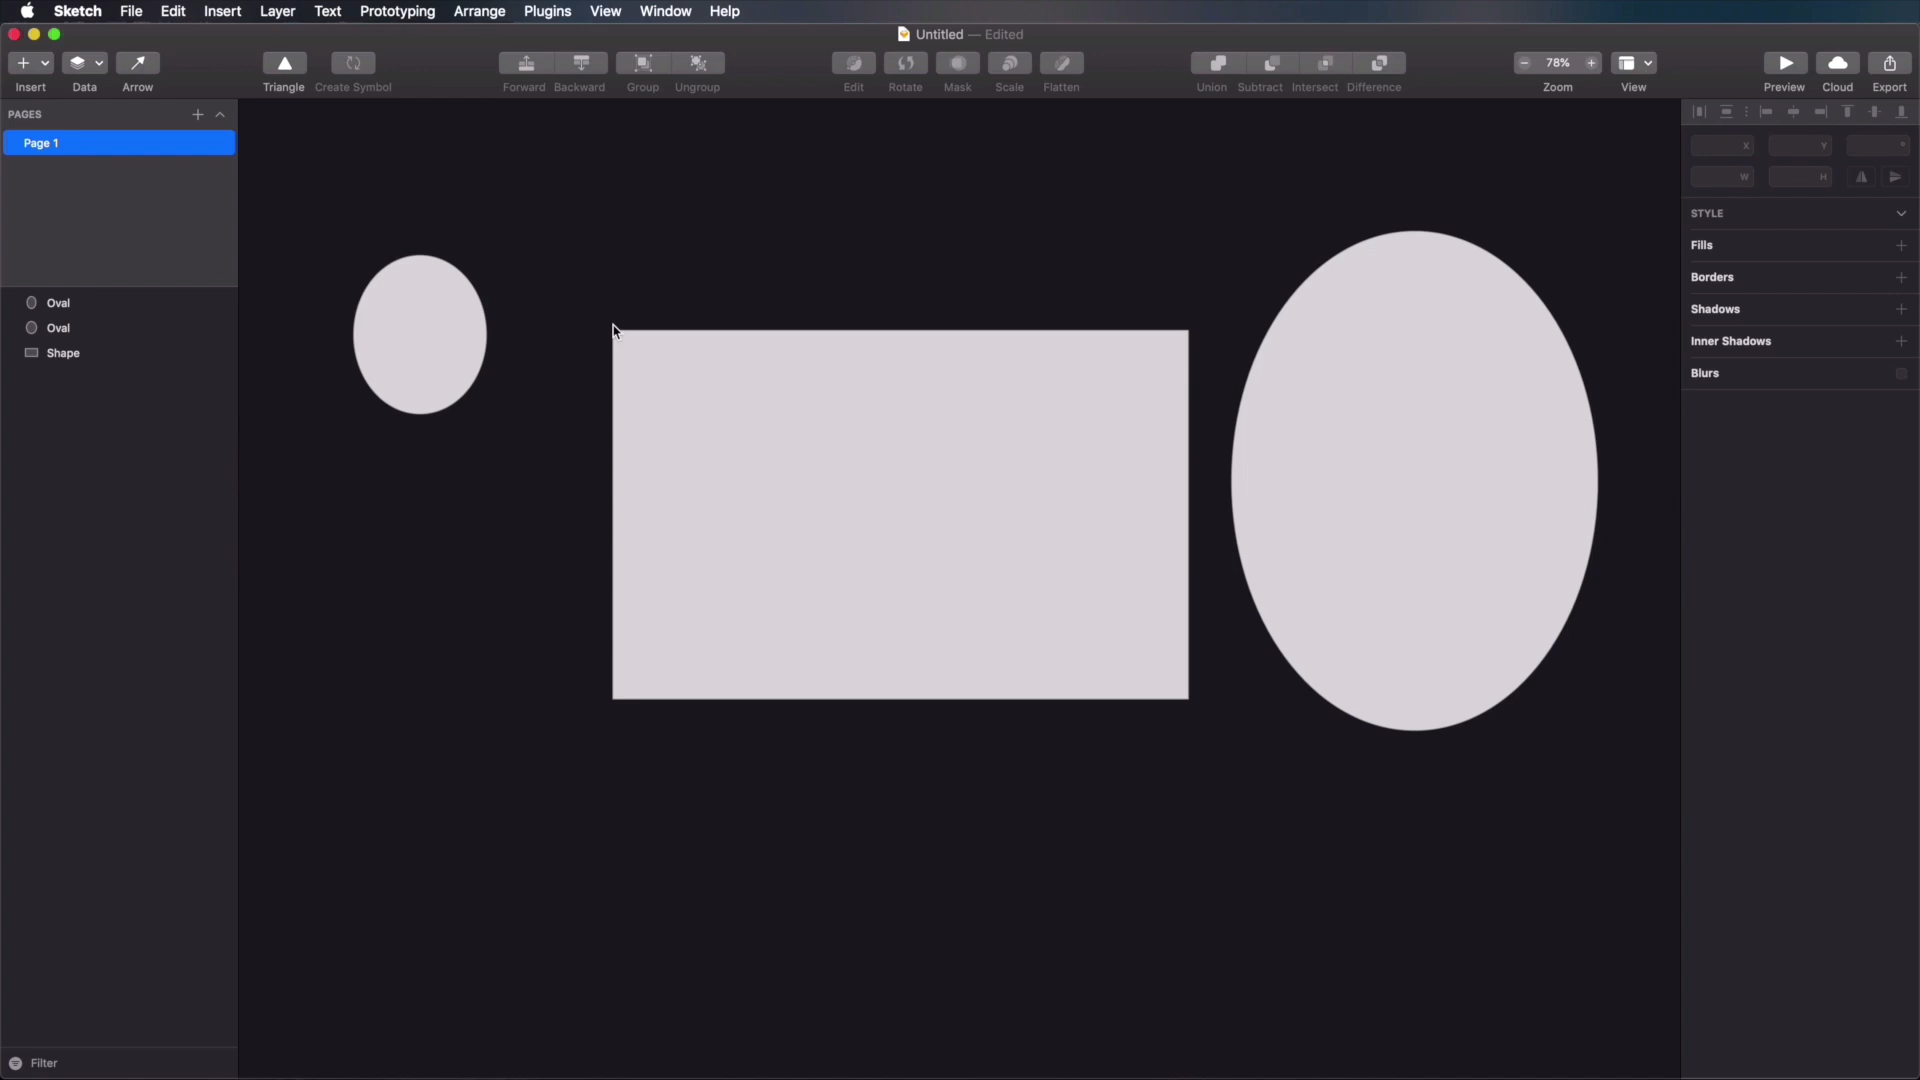 Sketch File Edit Insert Layer Text Prototyping Arrange Plugins View Window Help
Untitled — Edited
78%
Insert Data Arrow Triangle Create Symbol Forward Backward Group Ungroup Edit Rotate Mask Scale Flatten Union Subtract Intersect Difference Zoom View Preview Cloud Export
PAGES
Page 1
Oval
Oval
Shape
Filter
X Y °
W H
STYLE
Fills
Borders
Shadows
Inner Shadows
Blurs